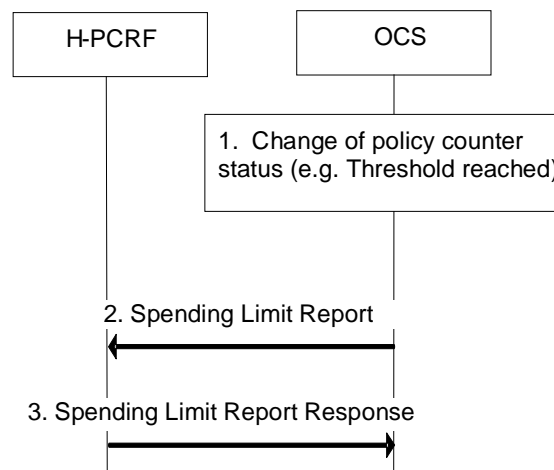 H-PCRF
OCS
1. Change of policy counter
status (e.g. Threshold reached)
2. Spending Limit Report
3. Spending Limit Report Response